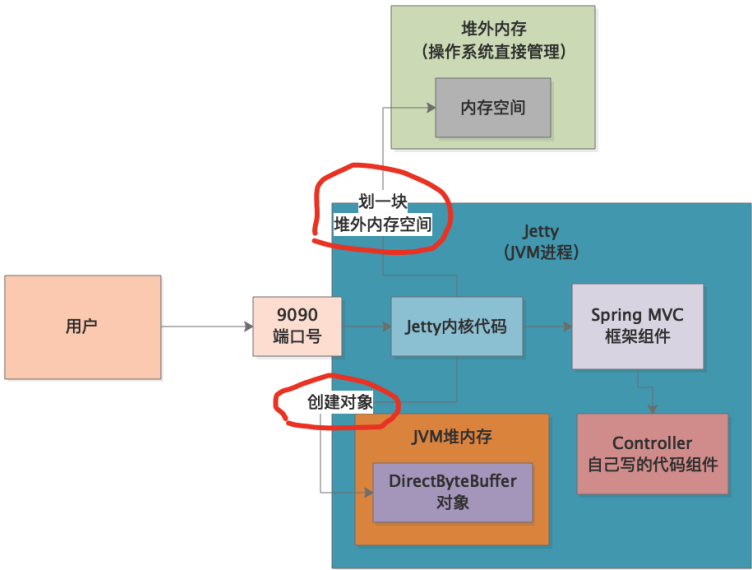 堆外内存
（操作系统直接管理）
内存空间
划一块
堆外内存空间
Jetty
（JVM进程）
用户
9090
端口号
Jetty内核代码
Spring MVC
框架组件
创建对象
JVM堆内存
DirectByteBuffer
对象
Controller
自己写的代码组件